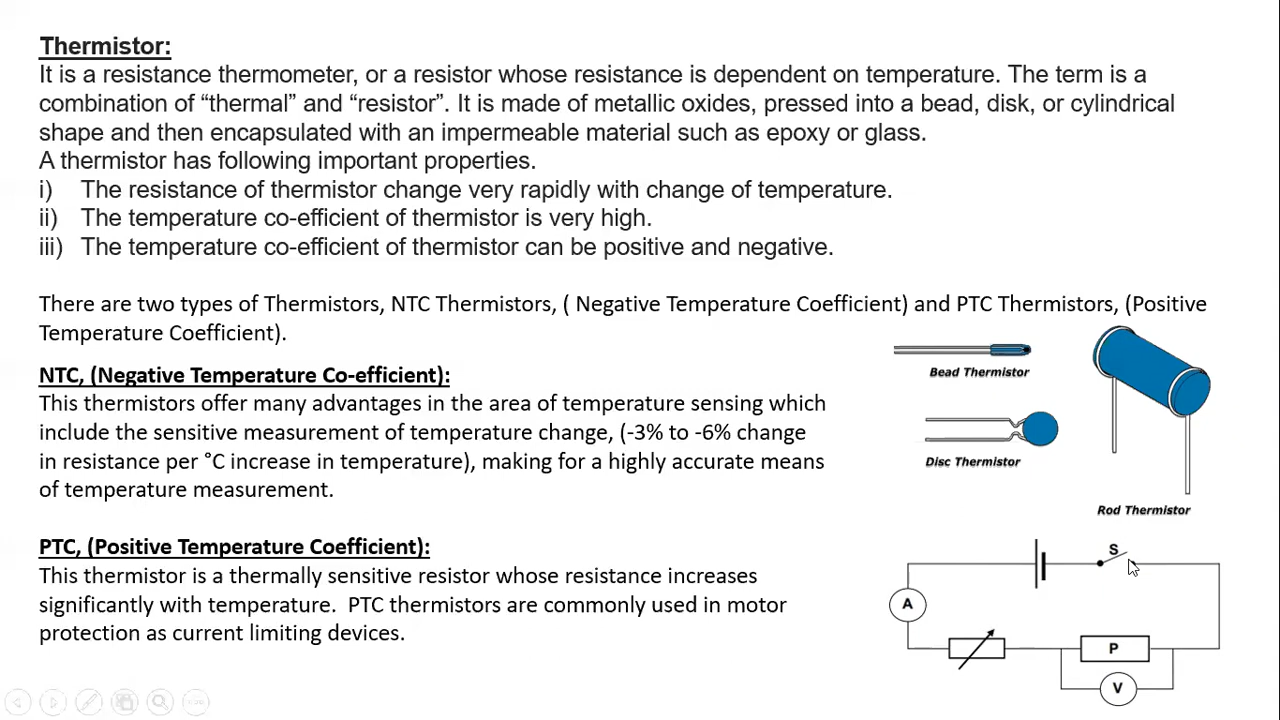 Thermistor:
It is a resistance thermometer, or a resistor whose resistance is dependent on temperature. The term is a
combination of “thermal” and “resistor”. It is made of metallic oxides, pressed into a bead, disk, or cylindrical
shape and then encapsulated with an impermeable material such as epoxy or glass.
A thermistor has following important properties.
i) The resistance of thermistor change very rapidly with change of temperature.
ii) The temperature co-efficient of thermistor is very high.
iii) The temperature co-efficient of thermistor can be positive and negative.
There are two types of Thermistors, NTC Thermistors, ( Negative Temperature Coefficient) and PTC Thermistors, (Positive
Temperature Coefficient).
NTC, (Negative Temperature Co-efficient):
This thermistors offer many advantages in the area of temperature sensing which
include the sensitive measurement of temperature change, (-3% to -6% change
in resistance per °C increase in temperature), making for a highly accurate means
of temperature measurement.
PTC, (Positive Temperature Coefficient):
This thermistor is a thermally sensitive resistor whose resistance increases
significantly with temperature.  PTC thermistors are commonly used in motor
protection as current limiting devices.
Bead Thermistor
Disc Thermistor
Rod Thermistor
S
A
P
V